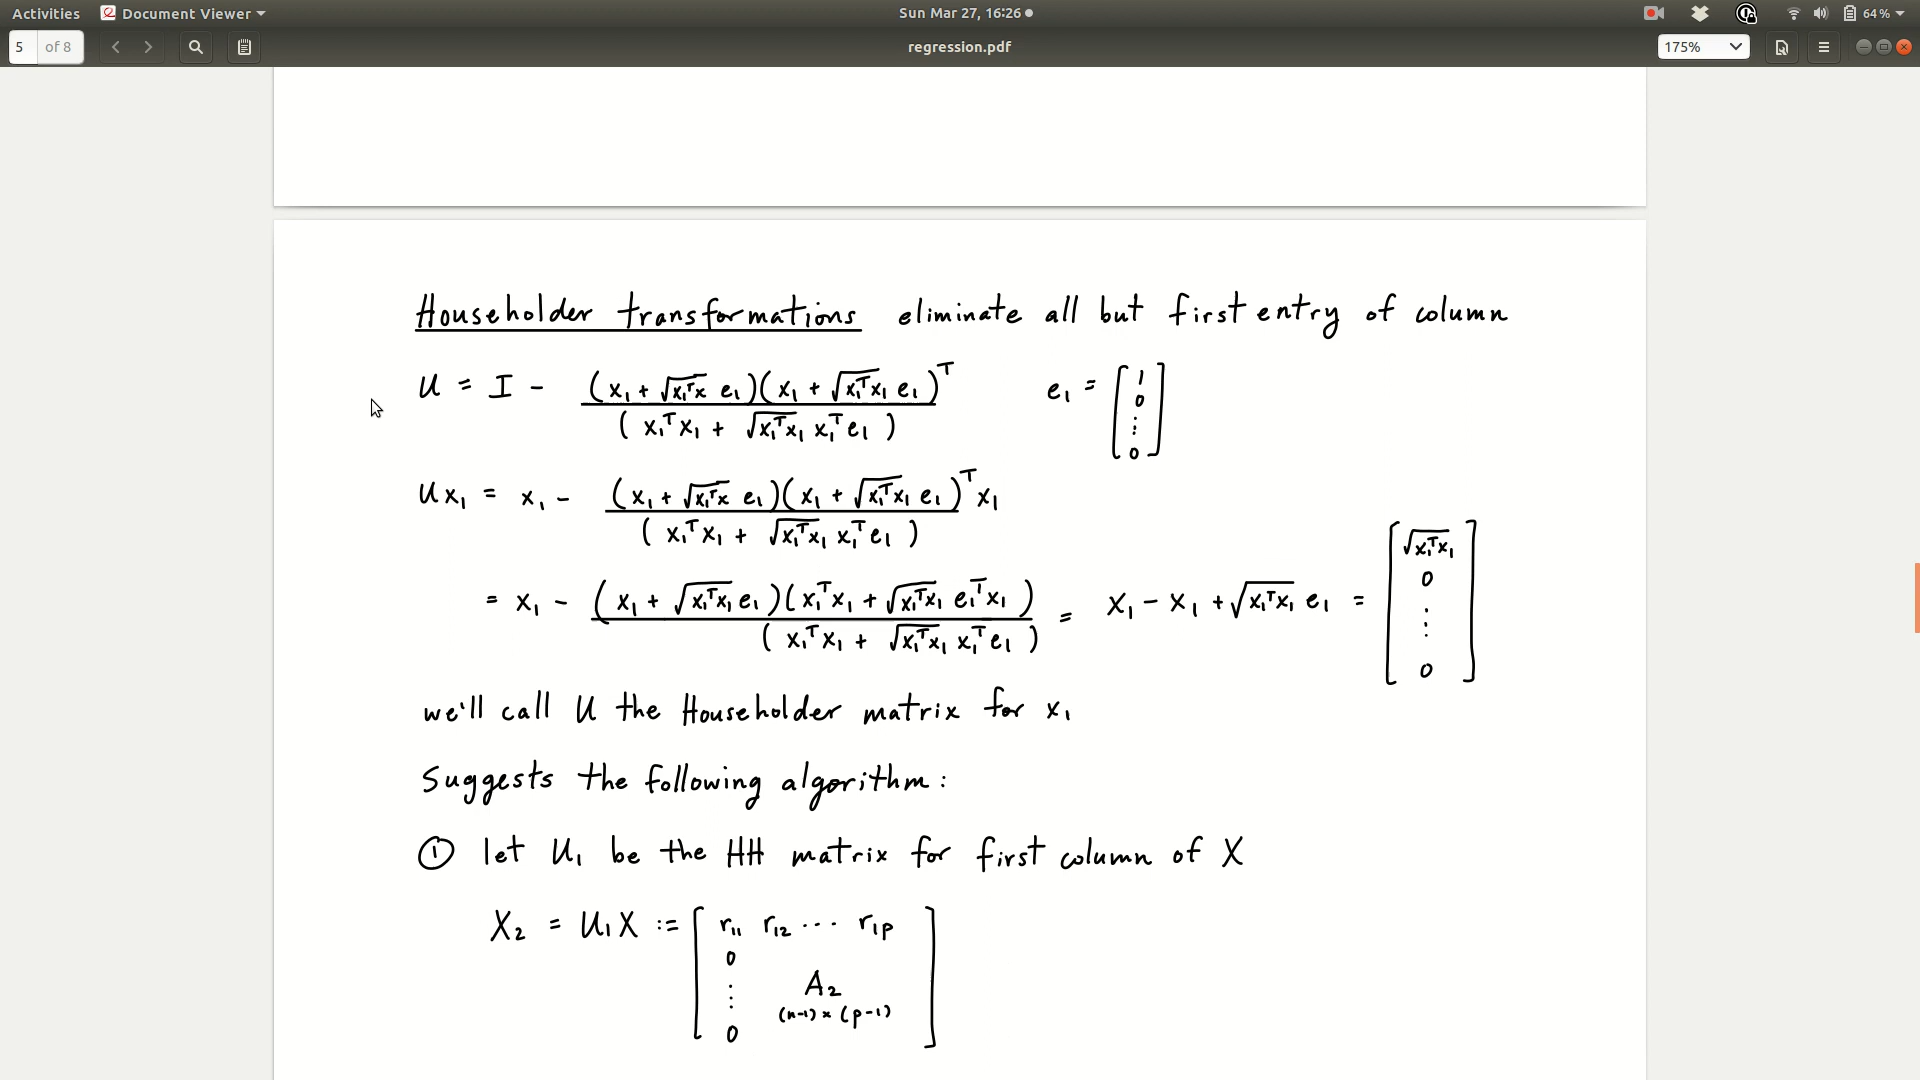 Activities Document Viewer Sun Mar 27, 16:26 64 %
5 of 8 regression.pdf 175%
Householder transformations eliminate all but first entry of column
U = I - (x₁ + √x₁ᵀx e₁)(x₁ + √x₁ᵀx₁ e₁)ᵀ / (x₁ᵀx₁ + √x₁ᵀx₁ x₁ᵀe₁) e₁ = [1 0 ⋮ 0]
Ux₁ = x₁ - (x₁ + √x₁ᵀx e₁)(x₁ + √x₁ᵀx₁ e₁)ᵀx₁ / (x₁ᵀx₁ + √x₁ᵀx₁ x₁ᵀe₁)
= x₁ - (x₁ + √x₁ᵀx₁ e₁)(x₁ᵀx₁ + √x₁ᵀx₁ e₁ᵀx₁) / (x₁ᵀx₁ + √x₁ᵀx₁ x₁ᵀe₁) = x₁ - x₁ + √x₁ᵀx₁ e₁ = [√x₁ᵀx₁ 0 ⋮ 0]
we'll call U the Householder matrix for x₁
Suggests the following algorithm:
① let U₁ be the HH matrix for first column of X
X₂ = U₁X := [ r₁₁ r₁₂ ⋯ r₁p
0
⋮ A₂
(n-1)×(p-1)
0 ]